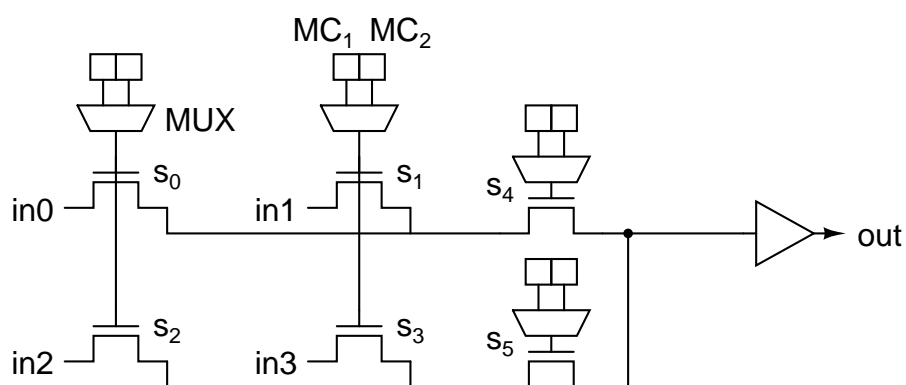 MC₁ MC₂
MUX
s₀
s₁
s₄
in0
in1
out
s₂
s₃
s₅
in2
in3